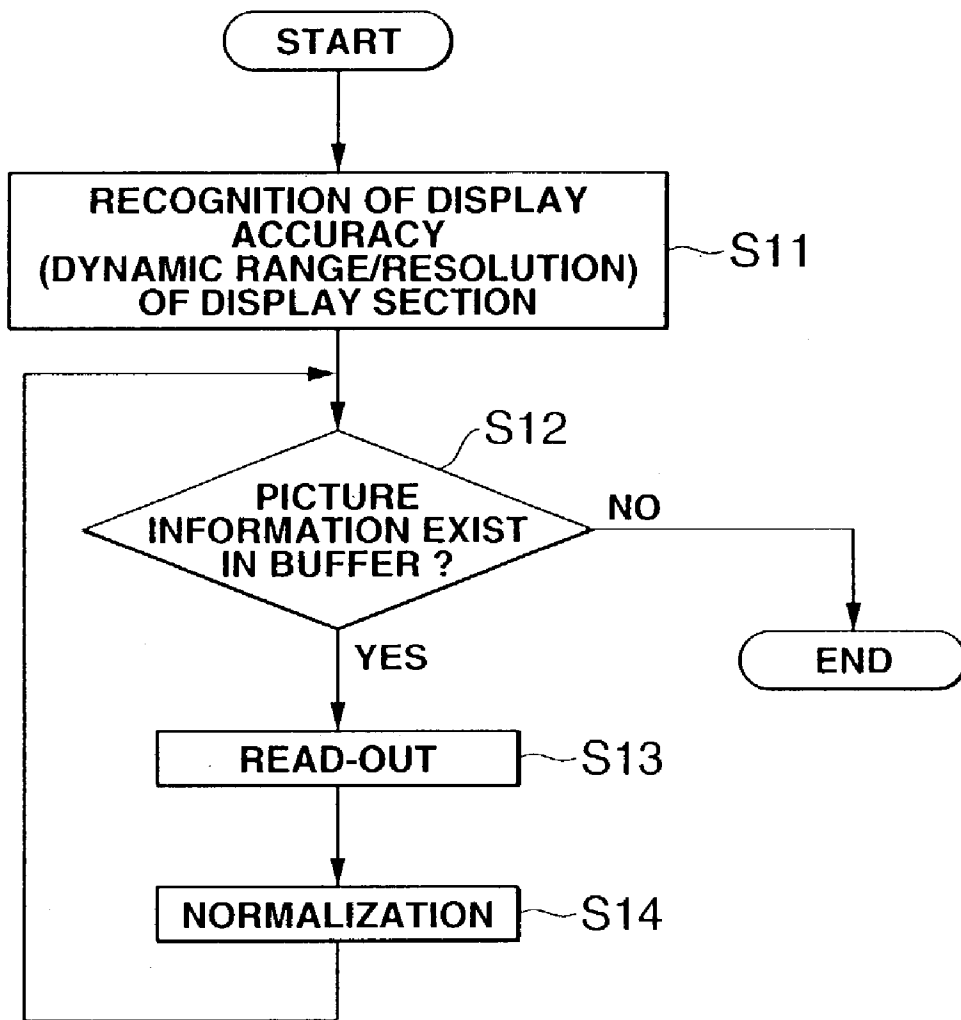 START
RECOGNITION OF DISPLAY
ACCURACY
(DYNAMIC RANGE/RESOLUTION)
OF DISPLAY SECTION
S11
S12
PICTURE
INFORMATION EXIST
IN BUFFER ?
NO
YES
END
READ-OUT
S13
NORMALIZATION
S14